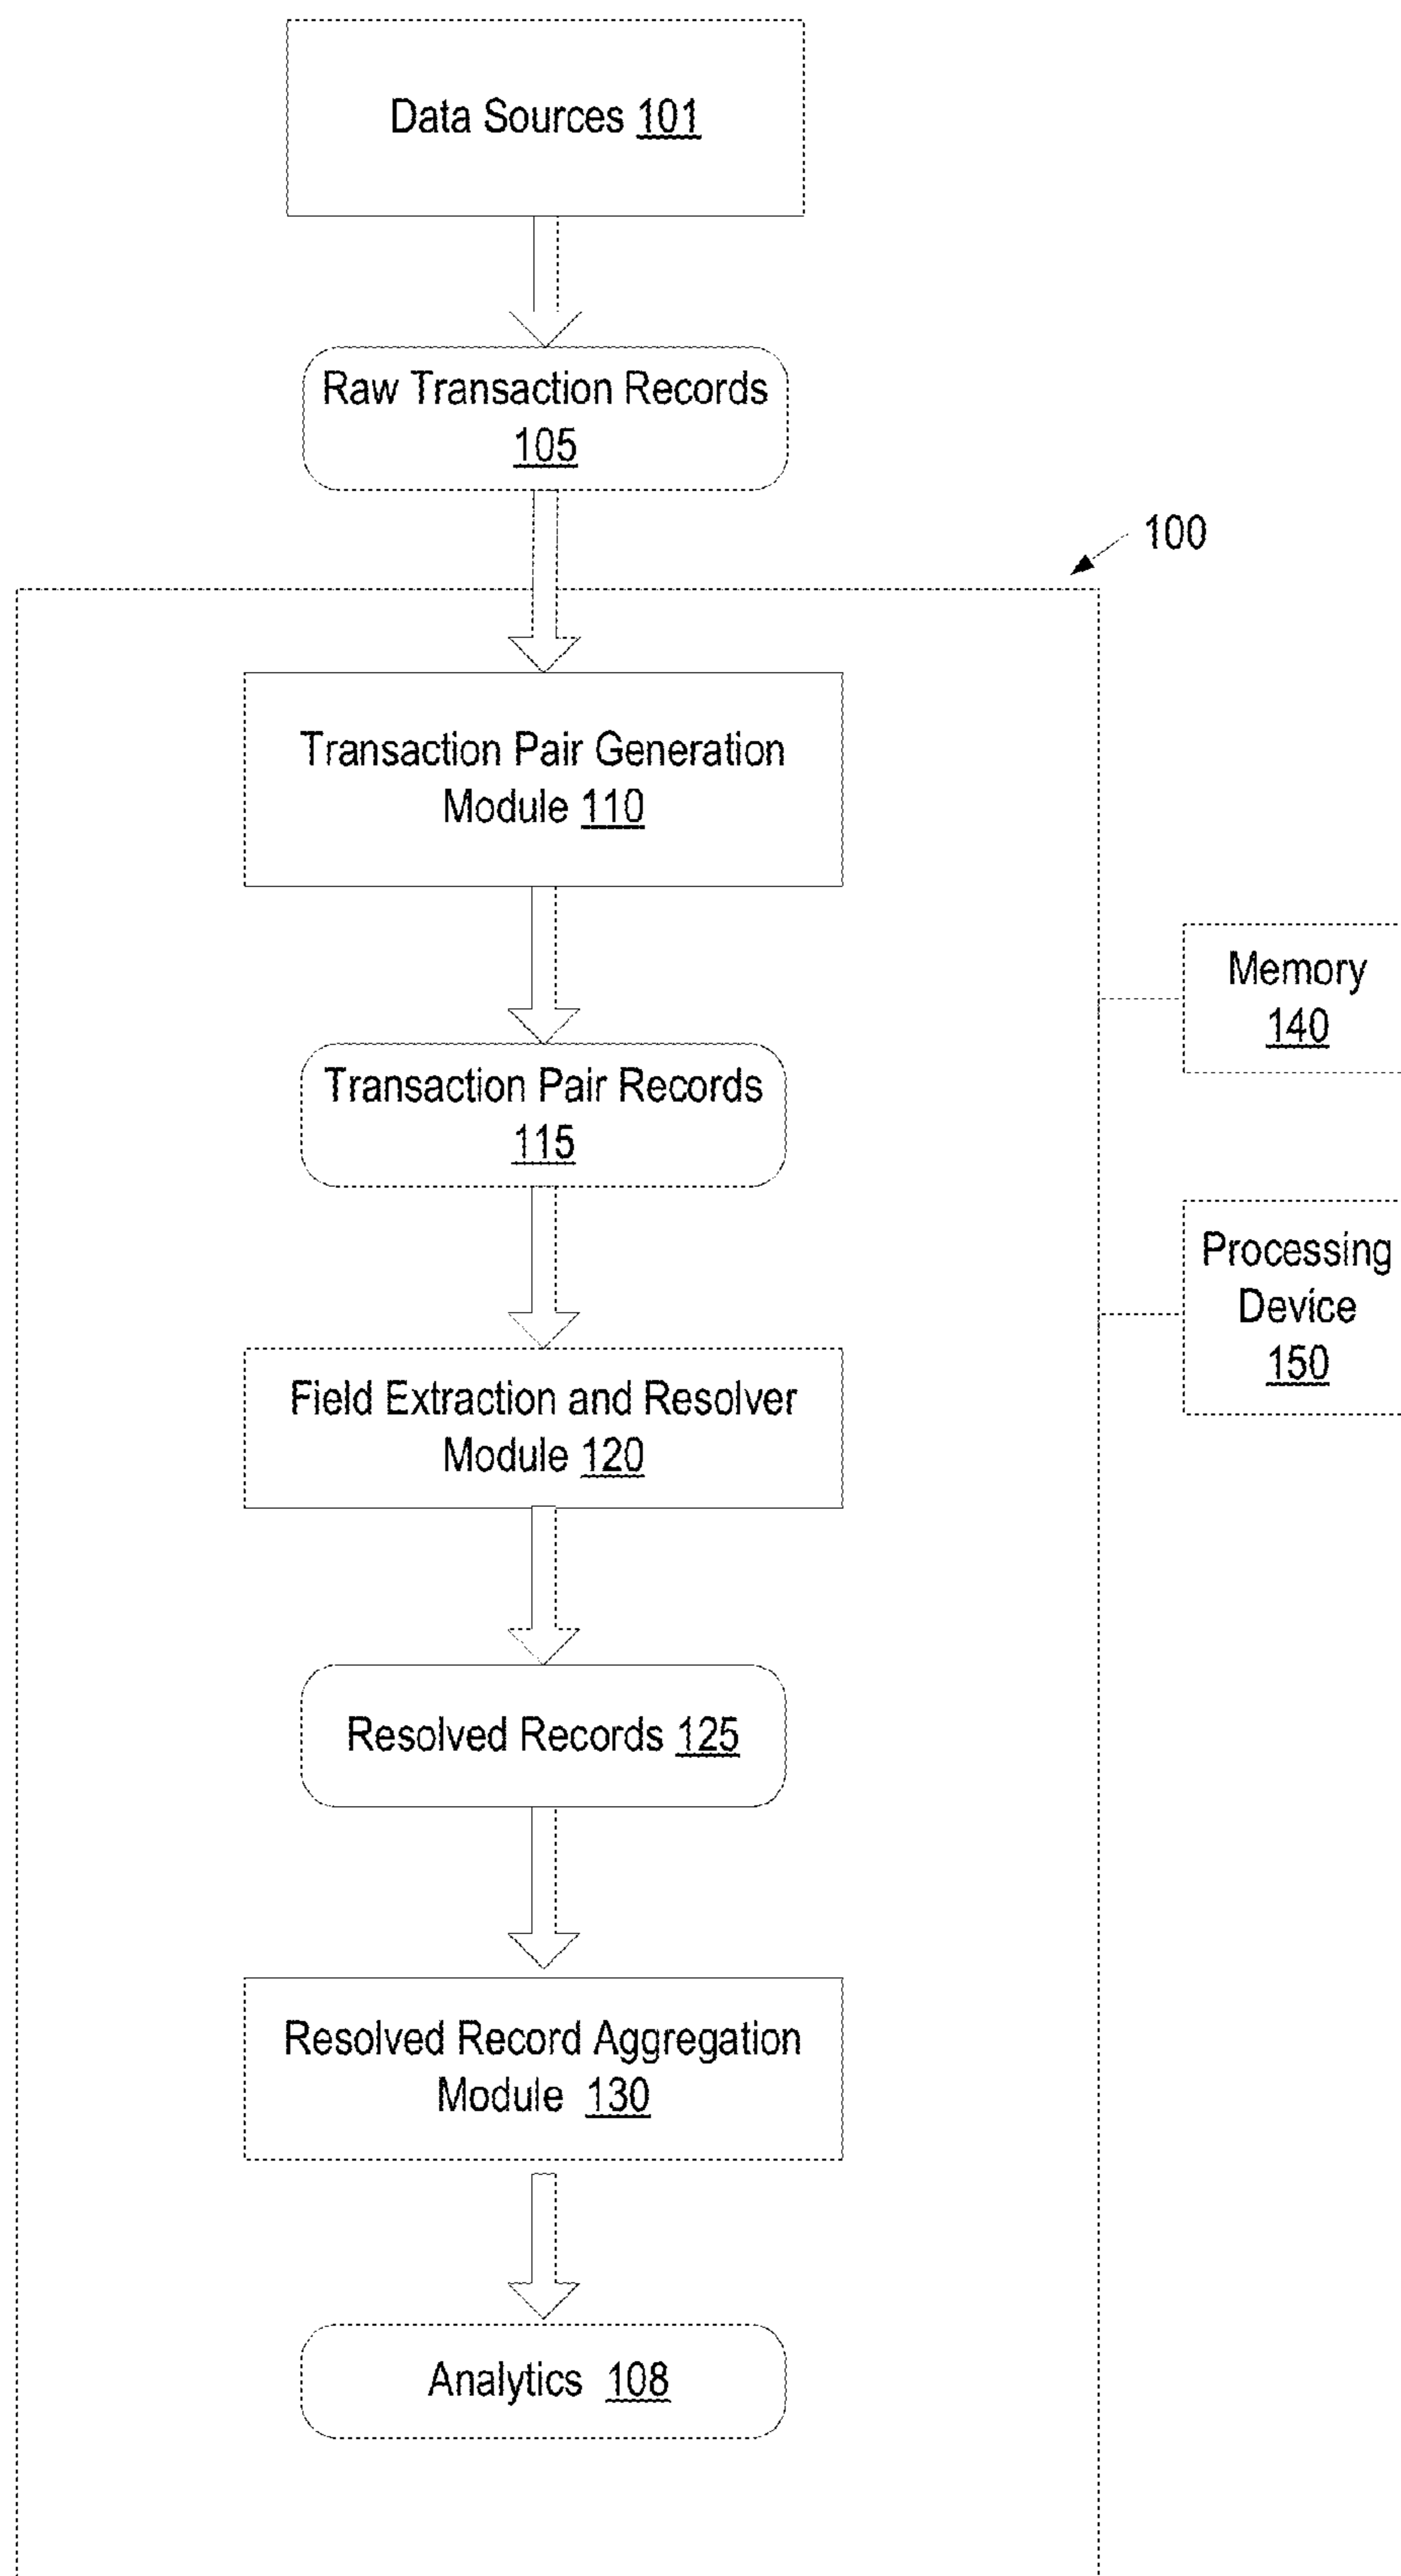 Data Sources 101
Raw Transaction Records
105
100
Transaction Pair Generation
Module 110
Memory
140
Transaction Pair Records
115
Processing
Device
150
Field Extraction and Resolver
Module 120
Resolved Records 125
Resolved Record Aggregation
Module 130
Analytics 108